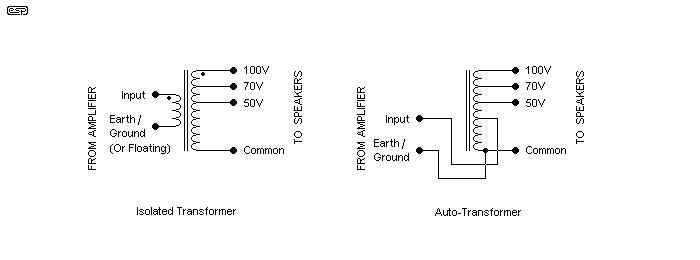 esp
FROM AMPLIFIER
Input
Earth /
Ground
(Or Floating)
100V
70V
50V
Common
TO SPEAKERS
Isolated Transformer
FROM AMPLIFIER
Input
Earth /
Ground
100V
70V
50V
Common
TO SPEAKERS
Auto-Transformer